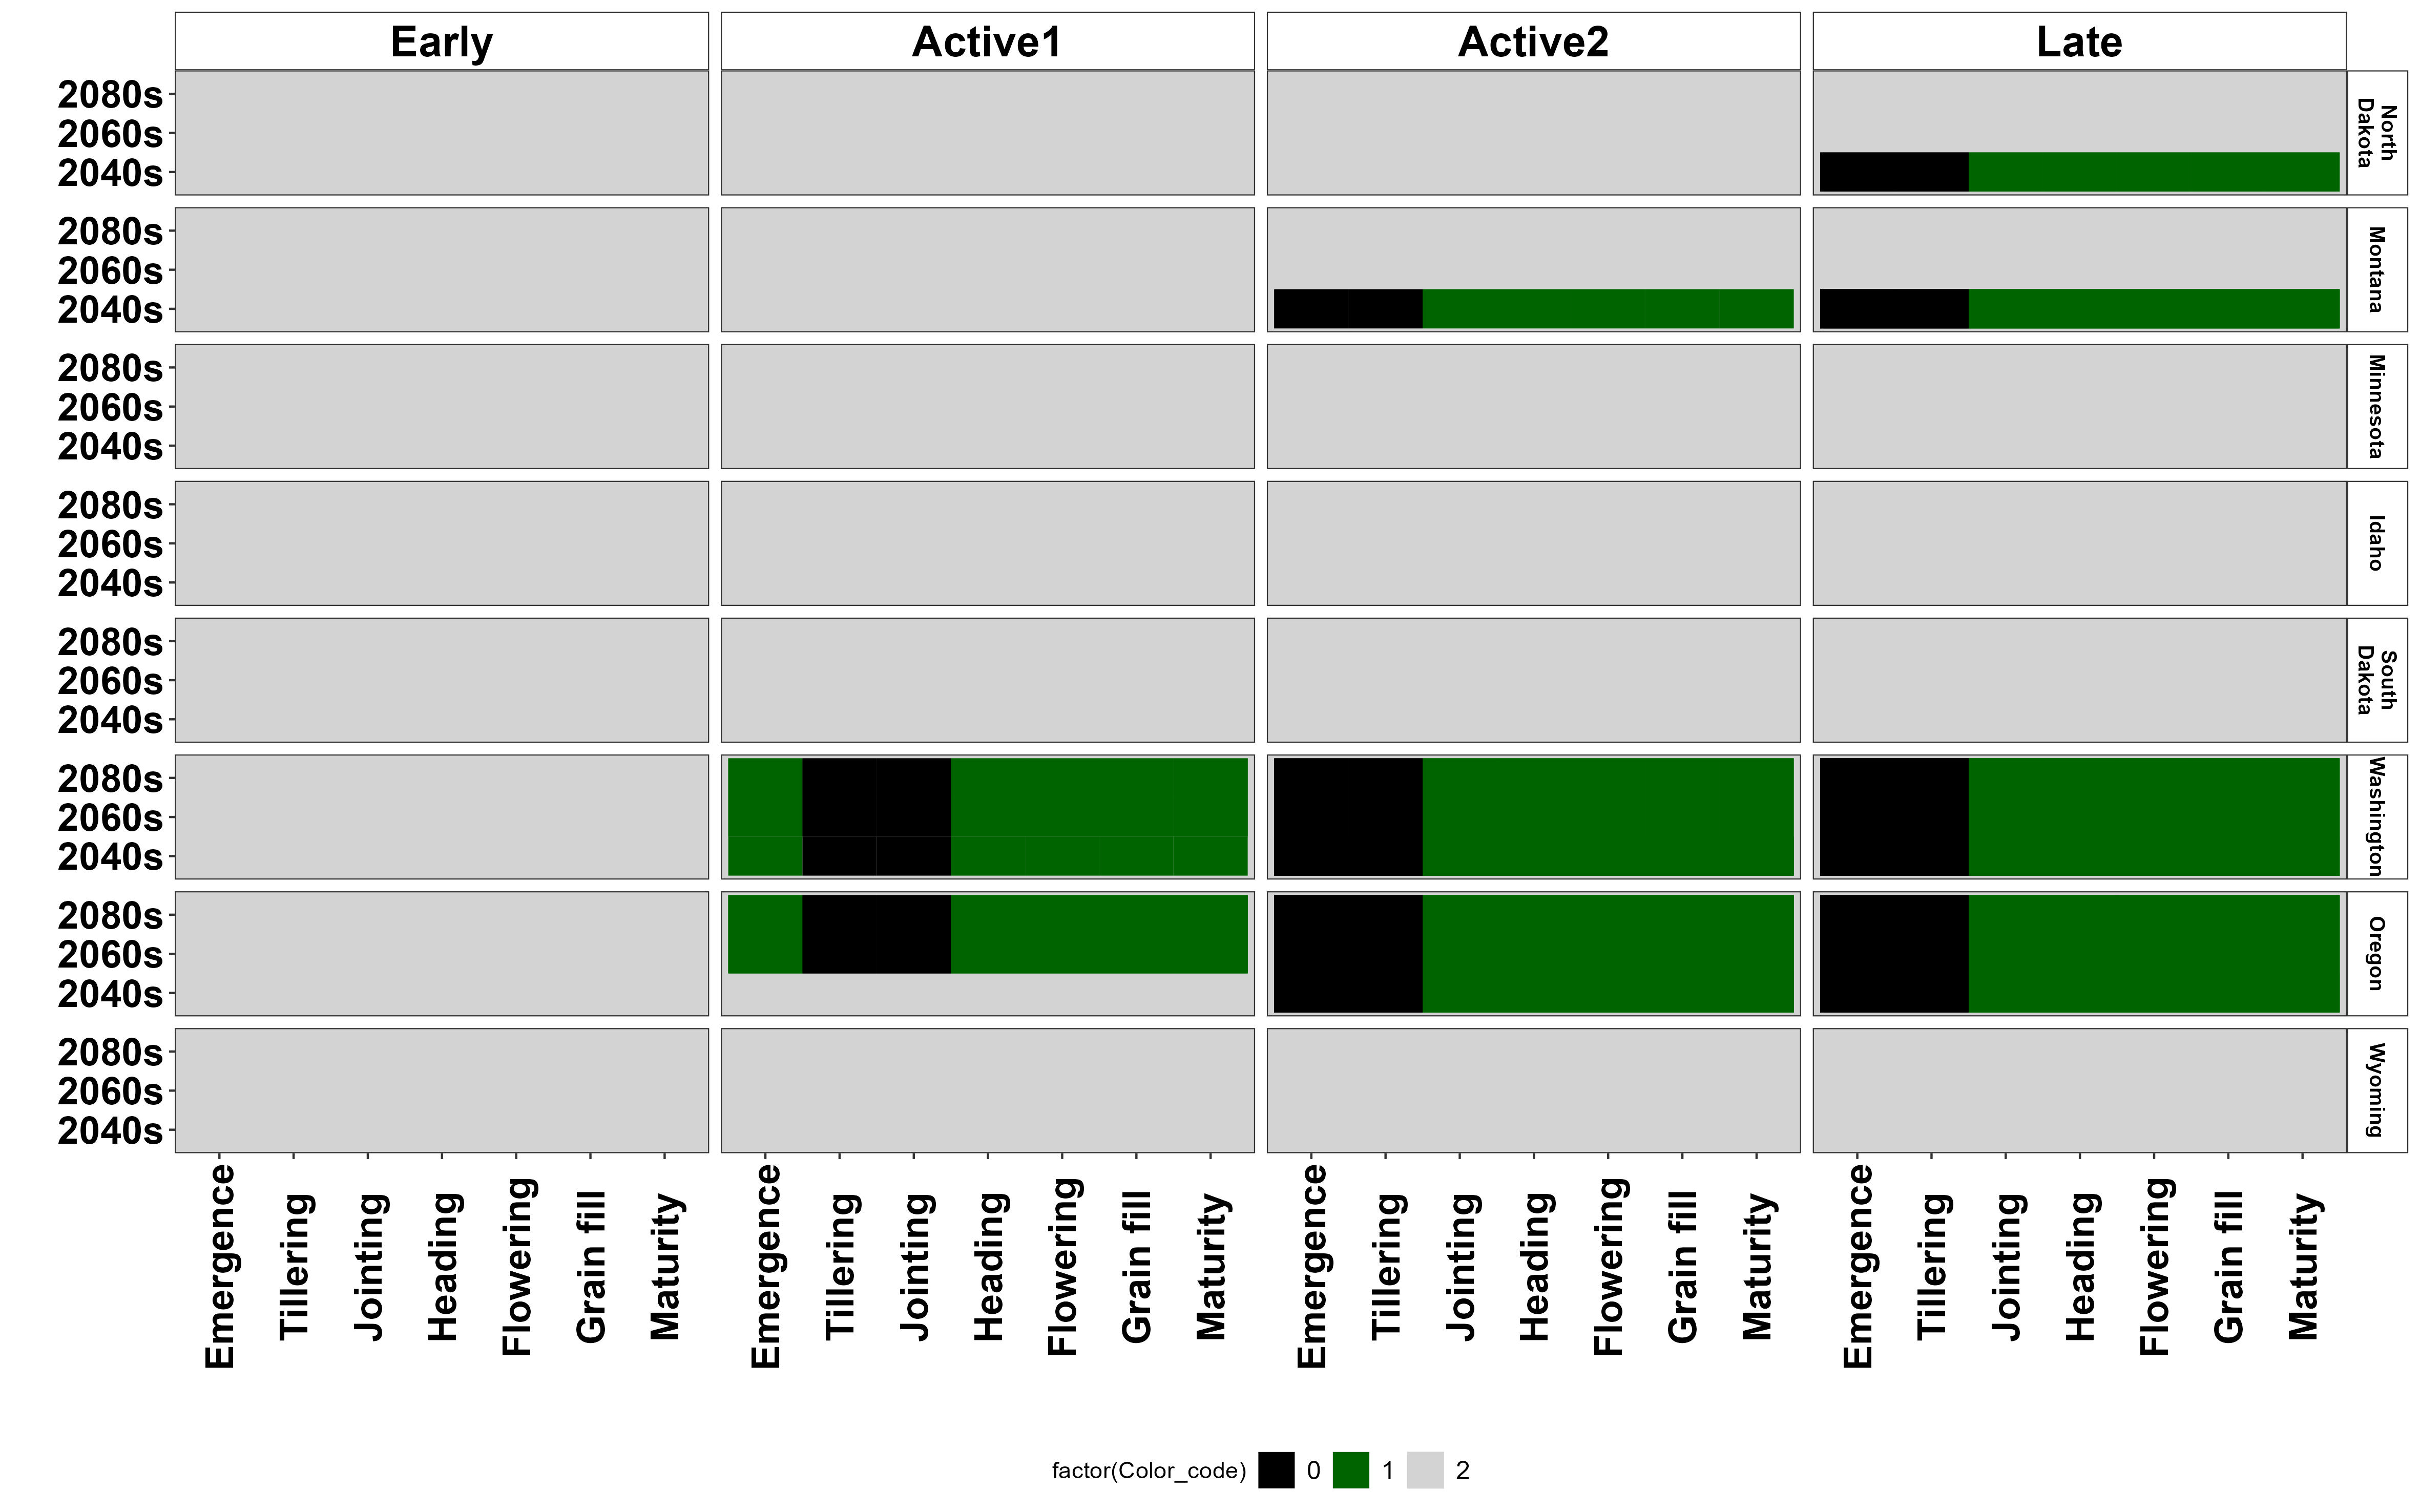 Early Active1 Active2 Late
2080s
2060s
2040s
North
Dakota
2080s
2060s
2040s
Montana
2080s
2060s
2040s
Minnesota
2080s
2060s
2040s
Idaho
2080s
2060s
2040s
South
Dakota
2080s
2060s
2040s
Washington
2080s
2060s
2040s
Oregon
2080s
2060s
2040s
Wyoming
Emergence
Tillering
Jointing
Heading
Flowering
Grain fill
Maturity
Emergence
Tillering
Jointing
Heading
Flowering
Grain fill
Maturity
Emergence
Tillering
Jointing
Heading
Flowering
Grain fill
Maturity
Emergence
Tillering
Jointing
Heading
Flowering
Grain fill
Maturity
factor(Color_code) 0 1 2